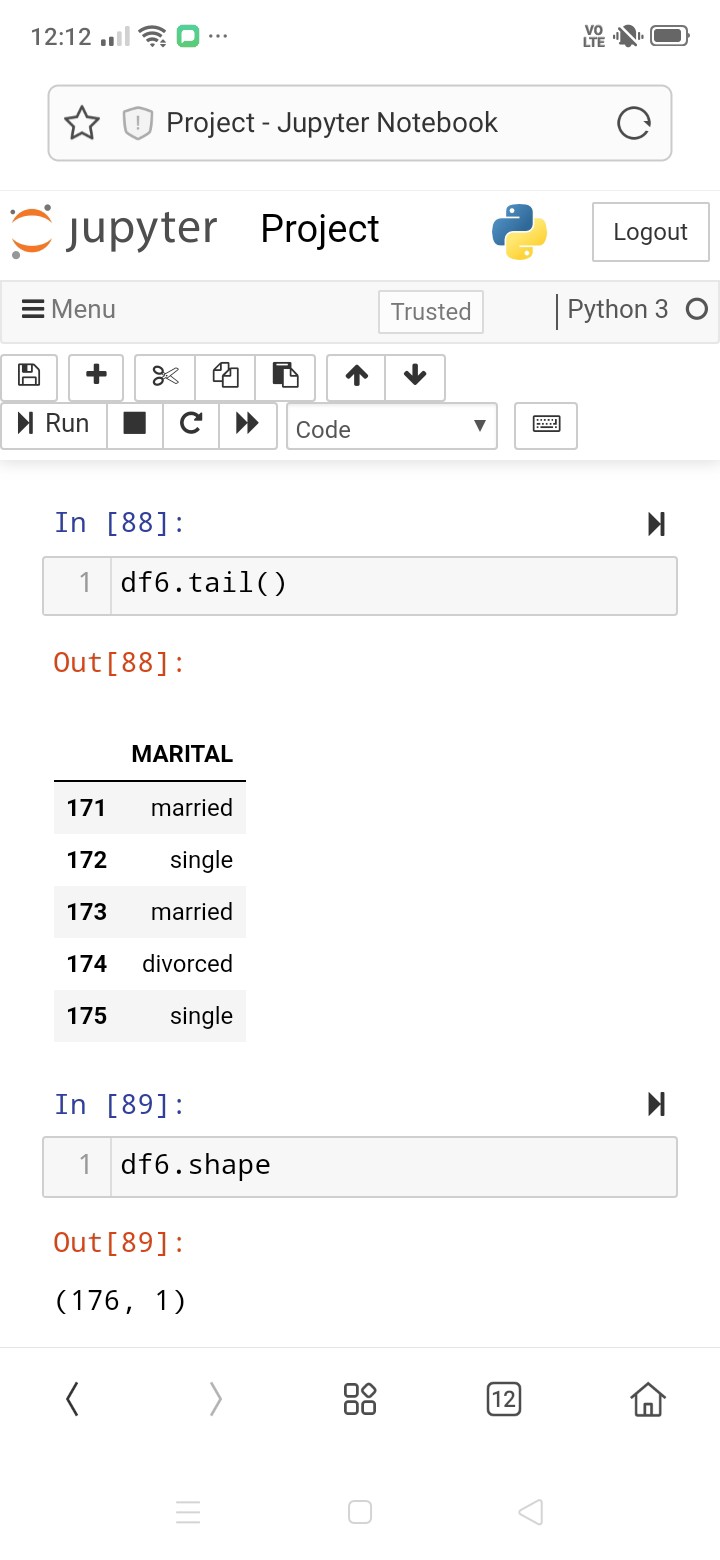 12:12 ... VO LTE
Project - Jupyter Notebook
jupyter Project Logout
Menu Trusted Python 3
Run Code
In [88]:
1 df6.tail()
Out[88]:
MARITAL
171 married
172 single
173 married
174 divorced
175 single
In [89]:
1 df6.shape
Out[89]:
(176, 1)
12